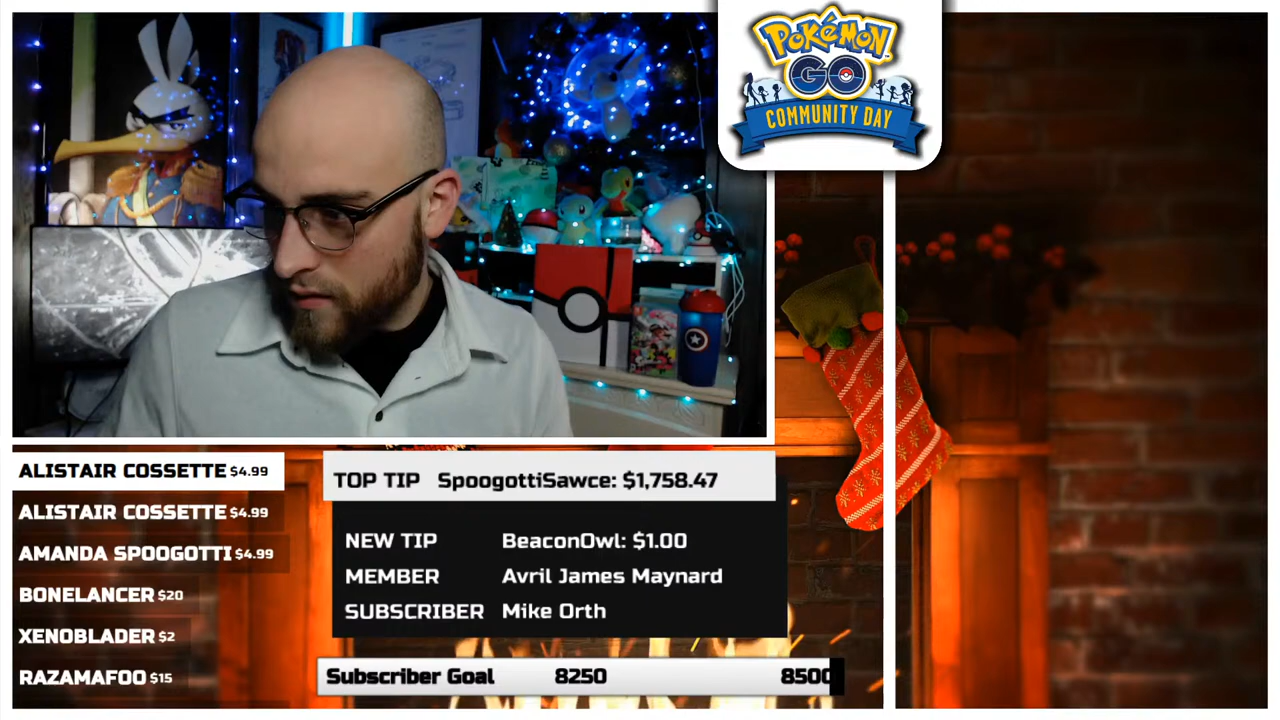 POKÉMON
GO
COMMUNITY DAY
ALISTAIR COSSETTE $4.99
ALISTAIR COSSETTE $4.99
AMANDA SPOOGOTTI $4.99
BONELANCER $20
XENOBLADER $2
RAZAMAFOO $15
TOP TIP SpoogottiSawce: $1,758.47
NEW TIP BeaconOwl: $1.00
MEMBER Avril James Maynard
SUBSCRIBER Mike Orth
Subscriber Goal 8250 8500